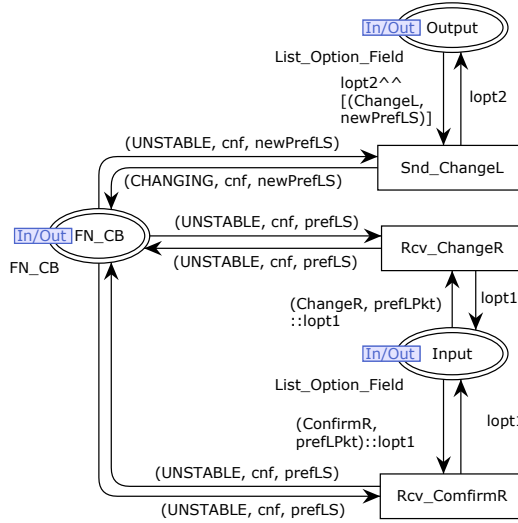 In/Out Output
List_Option_Field
lopt2^^
[(ChangeL,
newPrefLS)]
lopt2
(UNSTABLE, cnf, newPrefLS)
Snd_ChangeL
(CHANGING, cnf, newPrefLS)
(UNSTABLE, cnf, prefLS)
In/Out FN_CB
Rcv_ChangeR
FN_CB
(UNSTABLE, cnf, prefLS)
(ChangeR, prefLPkt)
::lopt1
lopt1
In/Out Input
List_Option_Field
(ConfirmR,
prefLPkt)::lopt1
lopt1
(UNSTABLE, cnf, prefLS)
Rcv_ComfirmR
(UNSTABLE, cnf, prefLS)